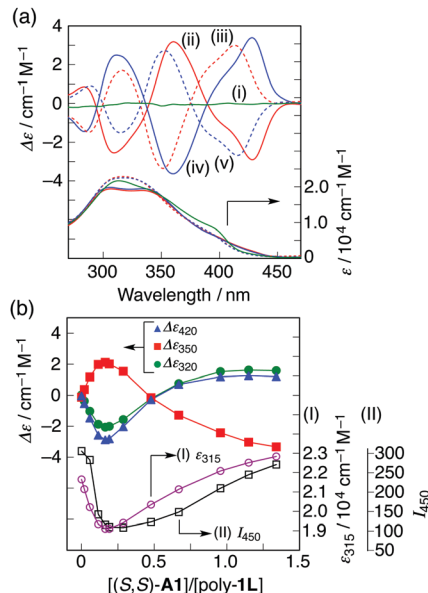 (a)
Δε / cm⁻¹ M⁻¹
4
2
0
−2
−4
(ii)
(iii)
(i)
(iv)
(v)
2.0
1.0
0
ε / 10⁴ cm⁻¹ M⁻¹
300
350
400
450
Wavelength / nm
(b)
Δε / cm⁻¹ M⁻¹
4
2
0
−2
−4
Δε₄₂₀
Δε₃₅₀
Δε₃₂₀
(I) ε₃₁₅
(II) I₄₅₀
(I)
2.3
2.2
2.1
2.0
1.9
ε₃₁₅ / 10⁴ cm⁻¹ M⁻¹
(II)
300
250
200
150
100
50
I₄₅₀
0
0.5
1.0
1.5
[(S,S)-A1]/[poly-1L]